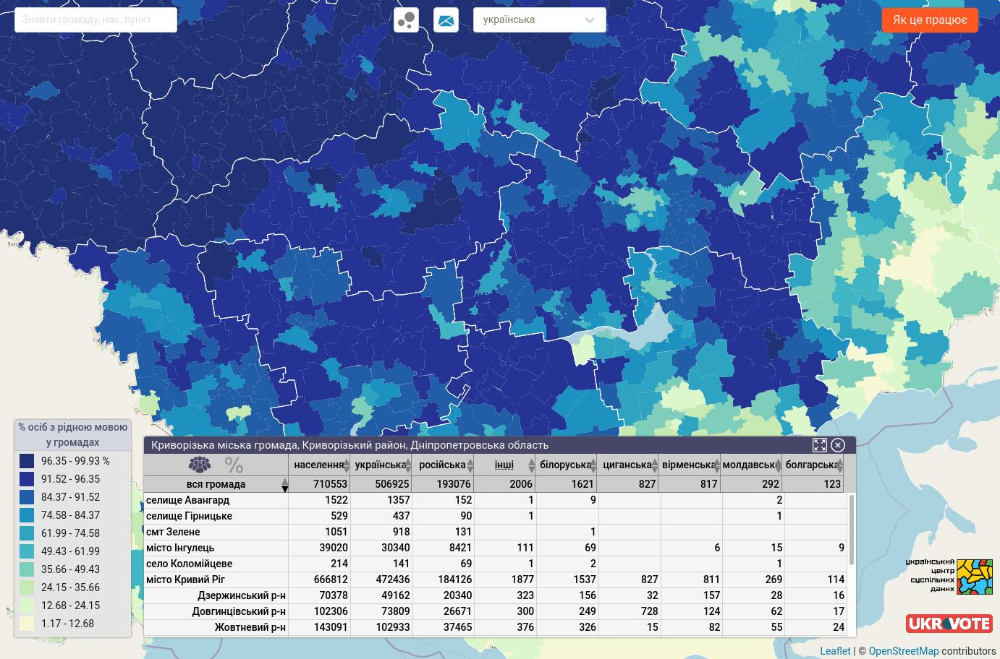 Знайти громаду, нас. пункт
українська
Як це працює
% осіб з рідною мовою
у громадах
96.35 - 99.93 %
91.52 - 96.35
84.37 - 91.52
74.58 - 84.37
61.99 - 74.58
49.43 - 61.99
35.66 - 49.43
24.15 - 35.66
12.68 - 24.15
1.17 - 12.68
Криворізька міська громада, Криворізький район, Дніпропетровська область
% населення українська російська інші білоруська циганська вірменська молдавськ болгарська
вся громада 710553 506925 193076 2006 1621 827 817 292 123
селище Авангард 1522 1357 152 1 9 2
селище Гірницьке 529 437 90 1 1
смт Зелене 1051 918 131 1
місто Інгулець 39020 30340 8421 111 69 6 15 9
село Коломійцеве 214 141 69 1 2 1
місто Кривий Ріг 666812 472436 184126 1877 1537 827 811 269 114
Дзержинський р-н 70378 49162 20340 323 156 32 157 28 16
Довгинцівський р-н 102306 73809 26671 300 249 728 124 62 17
Жовтневий р-н 143091 102933 37465 376 326 15 82 55 24
український
центр
суспільних
даних
UKR VOTE
Leaflet | © OpenStreetMap contributors